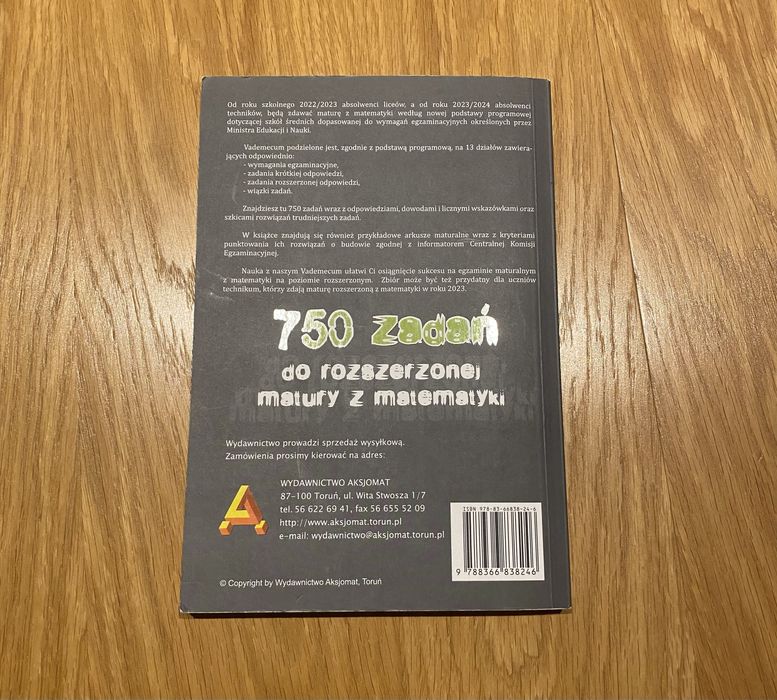 Od roku szkolnego 2022/2023 absolwenci liceów, a od roku 2023/2024 absolwenci
techników, będą zdawać maturę z matematyki według nowej podstawy programowej
dotyczącej szkół średnich dopasowanej do wymagań egzaminacyjnych określonych przez
Ministra Edukacji i Nauki.
Vademecum podzielone jest, zgodnie z podstawą programową, na 13 działów zawiera-
jących odpowiednio:
- wymagania egzaminacyjne,
- zadania krótkiej odpowiedzi,
- zadania rozszerzonej odpowiedzi,
- wiązki zadań.
Znajdziesz tu 750 zadań wraz z odpowiedziami, dowodami i licznymi wskazówkami oraz
szkicami rozwiązań trudniejszych zadań.
W książce znajdują się również przykładowe arkusze maturalne wraz z kryteriami
punktowania ich rozwiązań o budowie zgodnej z informatorem Centralnej Komisji
Egzaminacyjnej.
Nauka z naszym Vademecum ułatwi Ci osiągnięcie sukcesu na egzaminie maturalnym
z matematyki na poziomie rozszerzonym. Zbiór może być też przydatny dla uczniów
technikum, którzy zdają maturę rozszerzoną z matematyki w roku 2023.
750 zadań
do rozszerzonej
matury z matematyki
Wydawnictwo prowadzi sprzedaż wysyłkową.
Zamówienia prosimy kierować na adres:
WYDAWNICTWO AKSJOMAT
87-100 Toruń, ul. Wita Stwosza 1/7
tel. 56 622 69 41, fax 56 655 52 09
http://www.aksjomat.torun.pl
e-mail: wydawnictwo@aksjomat.torun.pl
ISBN 978-83-66838-24-6
9 788366 838246
© Copyright by Wydawnictwo Aksjomat, Toruń